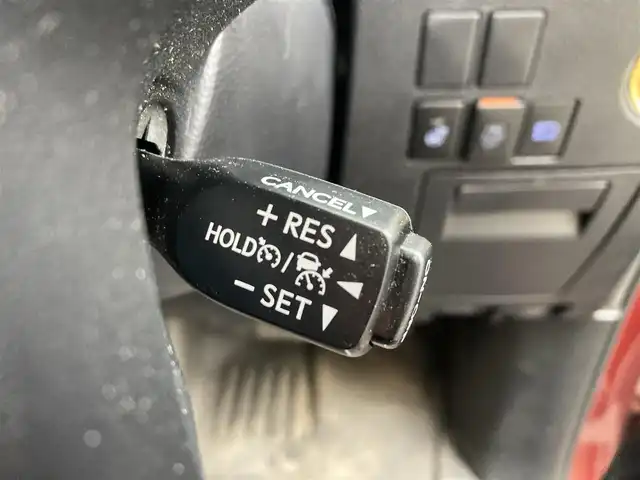 CANCEL▼
+ RES ▲
HOLD / ◀
− SET ▼